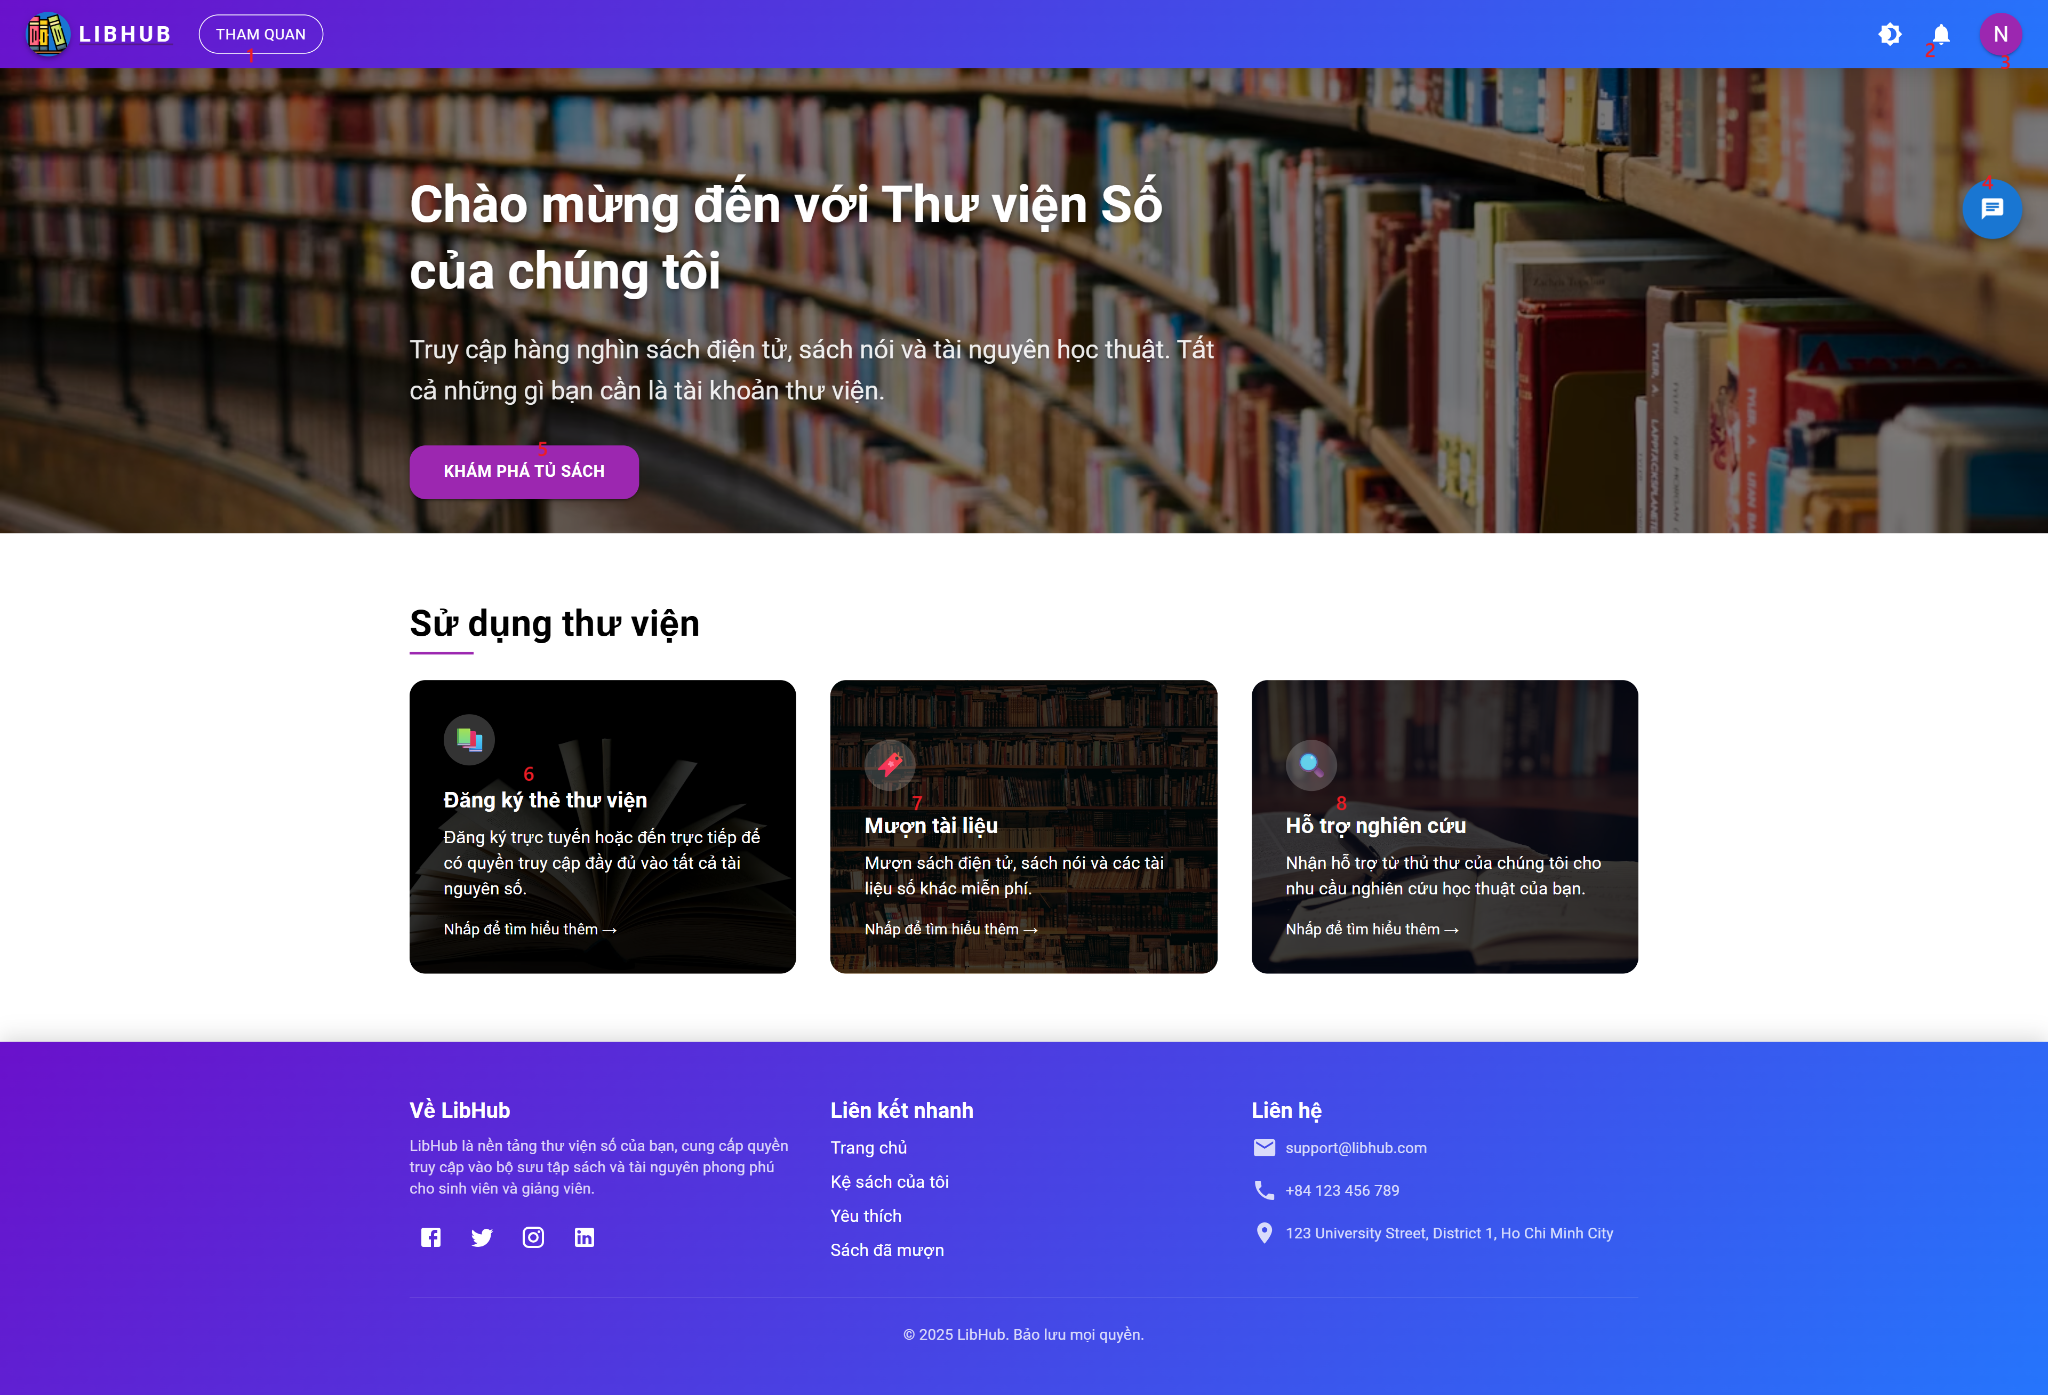 LIBHUB
THAM QUAN
1
2
N
3
Chào mừng đến với Thư viện Số
của chúng tôi
4
Truy cập hàng nghìn sách điện tử, sách nói và tài nguyên học thuật. Tất
cả những gì bạn cần là tài khoản thư viện.
5
KHÁM PHÁ TỦ SÁCH
Sử dụng thư viện
6
Đăng ký thẻ thư viện
Đăng ký trực tuyến hoặc đến trực tiếp để
có quyền truy cập đầy đủ vào tất cả tài
nguyên số.
Nhấp để tìm hiểu thêm →
7
Mượn tài liệu
Mượn sách điện tử, sách nói và các tài
liệu số khác miễn phí.
Nhấp để tìm hiểu thêm →
8
Hỗ trợ nghiên cứu
Nhận hỗ trợ từ thủ thư của chúng tôi cho
nhu cầu nghiên cứu học thuật của bạn.
Nhấp để tìm hiểu thêm →
Về LibHub
LibHub là nền tảng thư viện số của bạn, cung cấp quyền
truy cập vào bộ sưu tập sách và tài nguyên phong phú
cho sinh viên và giảng viên.
Liên kết nhanh
Trang chủ
Kệ sách của tôi
Yêu thích
Sách đã mượn
Liên hệ
support@libhub.com
+84 123 456 789
123 University Street, District 1, Ho Chi Minh City
© 2025 LibHub. Bảo lưu mọi quyền.